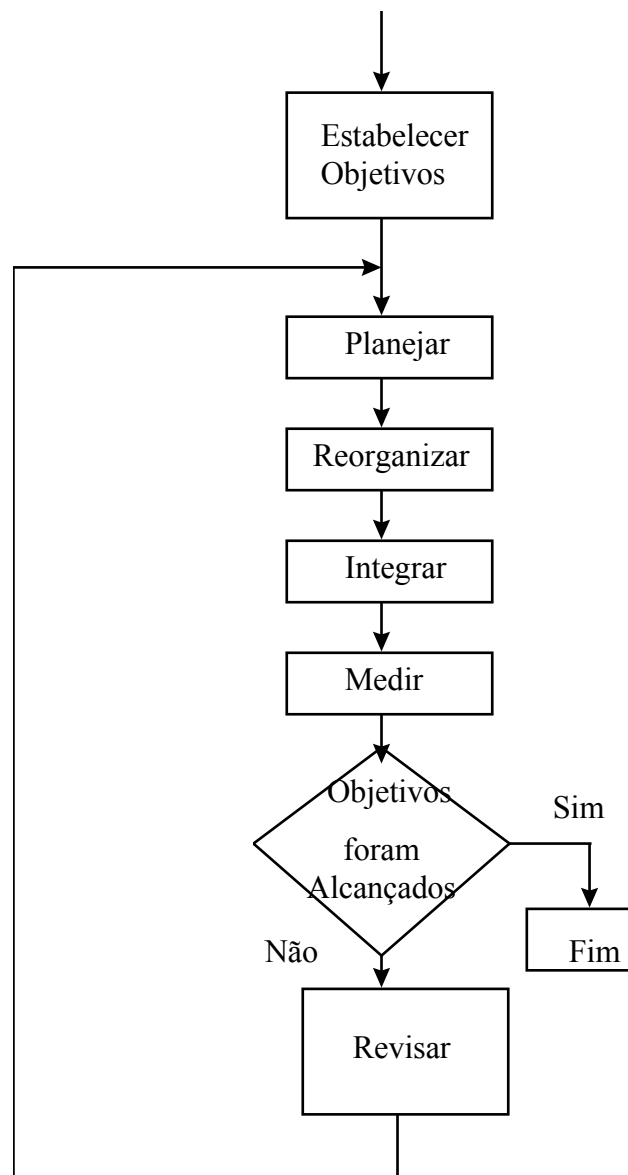 Estabelecer
Objetivos
Planejar
Reorganizar
Integrar
Medir
Objetivos
foram
Alcançados
Sim
Não
Fim
Revisar